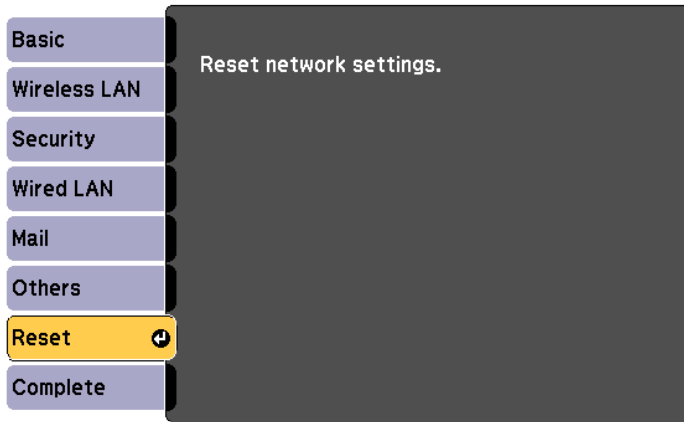 Basic
Wireless LAN
Security
Wired LAN
Mail
Others
Reset
Complete
Reset network settings.